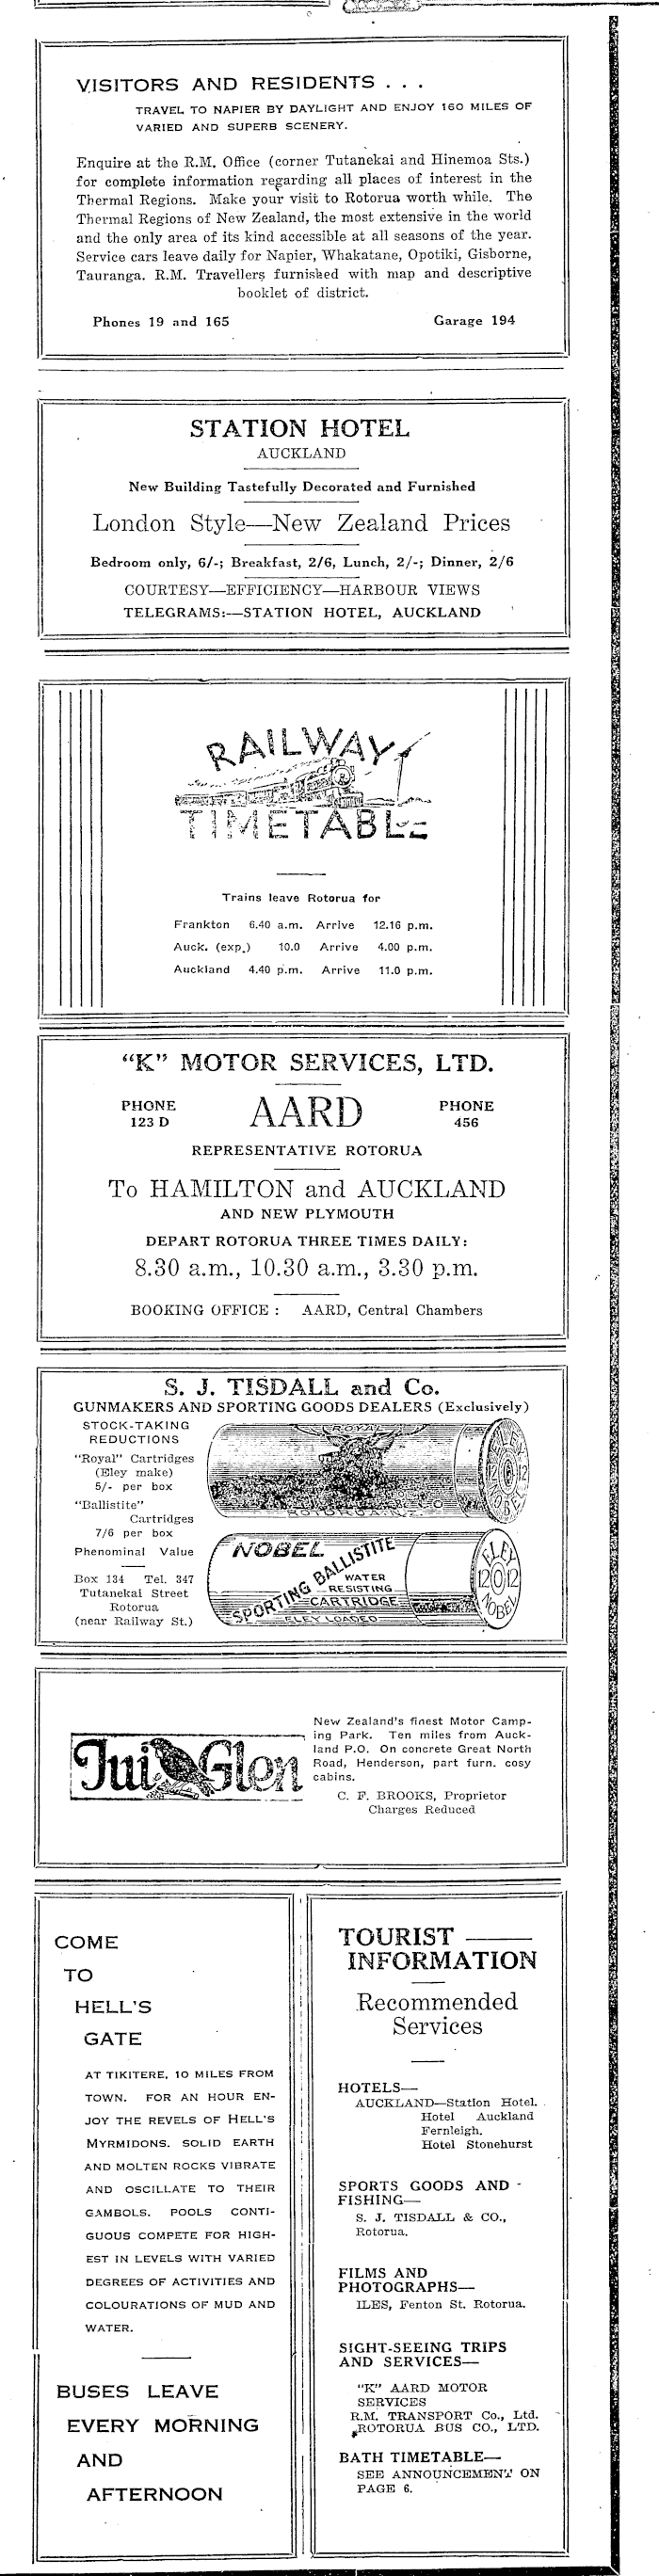 VISITORS AND RESIDENTS . . .
TRAVEL TO NAPIER BY DAYLIGHT AND ENJOY 160 MILES OF
VARIED AND SUPERB SCENERY.
Enquire at the R.M. Office (corner Tutanekai and Hinemoa Sts.)
for complete information regarding all places of interest in the
Thermal Regions. Make your visit to Rotorua worth while. The
Thermal Regions of New Zealand, the most extensive in the world
and the only area of its kind accessible at all seasons of the year.
Service cars leave daily for Napier, Whakatane, Opotiki, Gisborne,
Tauranga. R.M. Travellers furnished with map and descriptive
booklet of district.
Phones 19 and 165 Garage 194
STATION HOTEL
AUCKLAND
New Building Tastefully Decorated and Furnished
London Style—New Zealand Prices
Bedroom only, 6/-; Breakfast, 2/6, Lunch, 2/-; Dinner, 2/6
COURTESY—EFFICIENCY—HARBOUR VIEWS
TELEGRAMS:—STATION HOTEL, AUCKLAND
RAILWAY
TIMETABLE
Trains leave Rotorua for
Frankton 6.40 a.m. Arrive 12.16 p.m.
Auck. (exp.) 10.0 Arrive 4.00 p.m.
Auckland 4.40 p.m. Arrive 11.0 p.m.
"K" MOTOR SERVICES, LTD.
PHONE 123 D
AARD
PHONE 456
REPRESENTATIVE ROTORUA
To HAMILTON and AUCKLAND
AND NEW PLYMOUTH
DEPART ROTORUA THREE TIMES DAILY:
8.30 a.m., 10.30 a.m., 3.30 p.m.
BOOKING OFFICE : AARD, Central Chambers
S. J. TISDALL and Co.
GUNMAKERS AND SPORTING GOODS DEALERS (Exclusively)
STOCK-TAKING
REDUCTIONS
"Royal" Cartridges
(Eley make)
5/- per box
"Ballistite"
Cartridges
7/6 per box
Phenominal Value
Box 134 Tel. 347
Tutanekai Street
Rotorua
(near Railway St.)
ROYAL
ELEY
12 12
NOBEL
NOBEL
SPORTING BALLISTITE
WATER
RESISTING
CARTRIDGE
ELEY LOADED
ELEY
12 12
NOBEL
Tui Glen
New Zealand's finest Motor Camp-
ing Park. Ten miles from Auck-
land P.O. On concrete Great North
Road, Henderson, part furn. cosy
cabins.
C. F. BROOKS, Proprietor
Charges Reduced
COME
TO
HELL'S
GATE
AT TIKITERE, 10 MILES FROM
TOWN. FOR AN HOUR EN-
JOY THE REVELS OF HELL'S
MYRMIDONS. SOLID EARTH
AND MOLTEN ROCKS VIBRATE
AND OSCILLATE TO THEIR
GAMBOLS. POOLS CONTI-
GUOUS COMPETE FOR HIGH-
EST IN LEVELS WITH VARIED
DEGREES OF ACTIVITIES AND
COLOURATIONS OF MUD AND
WATER.
BUSES LEAVE
EVERY MORNING
AND
AFTERNOON
TOURIST
INFORMATION
Recommended
Services
HOTELS—
AUCKLAND—Station Hotel.
Hotel Auckland
Fernleigh.
Hotel Stonehurst
SPORTS GOODS AND
FISHING—
S. J. TISDALL & CO.,
Rotorua.
FILMS AND
PHOTOGRAPHS—
ILES, Fenton St. Rotorua.
SIGHT-SEEING TRIPS
AND SERVICES—
"K" AARD MOTOR
SERVICES
R.M. TRANSPORT Co., Ltd.
ROTORUA BUS CO., LTD.
BATH TIMETABLE—
SEE ANNOUNCEMENT ON
PAGE 6.